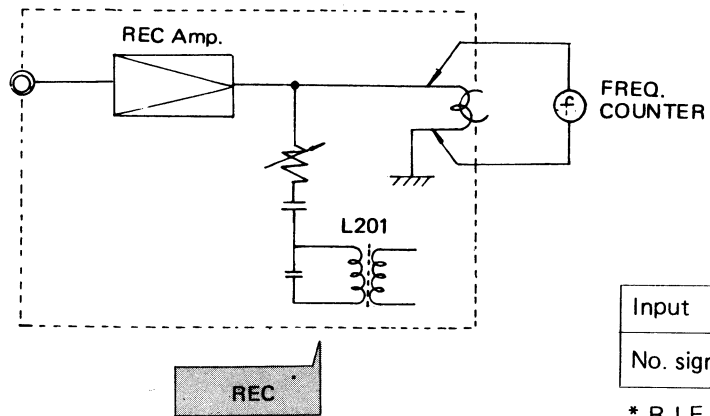 REC Amp.
f
FREQ.
COUNTER
L201
Input
No. sign
REC
* R I F